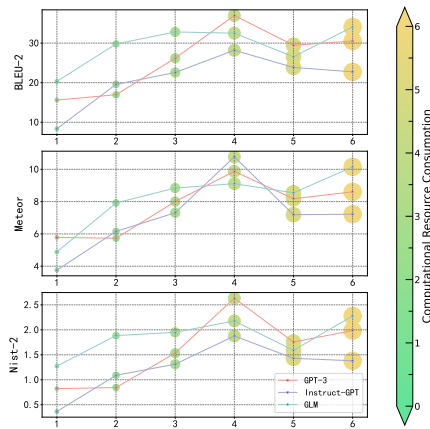 BLEU-2
30
20
10
1 2 3 4 5 6
Meteor
10
8
6
4
1 2 3 4 5 6
Nist-2
2.5
2.0
1.5
1.0
0.5
1 2 3 4 5 6
GPT-3
Instruct-GPT
GLM
6
5
4
3
2
1
0
Computational Resource Consumption